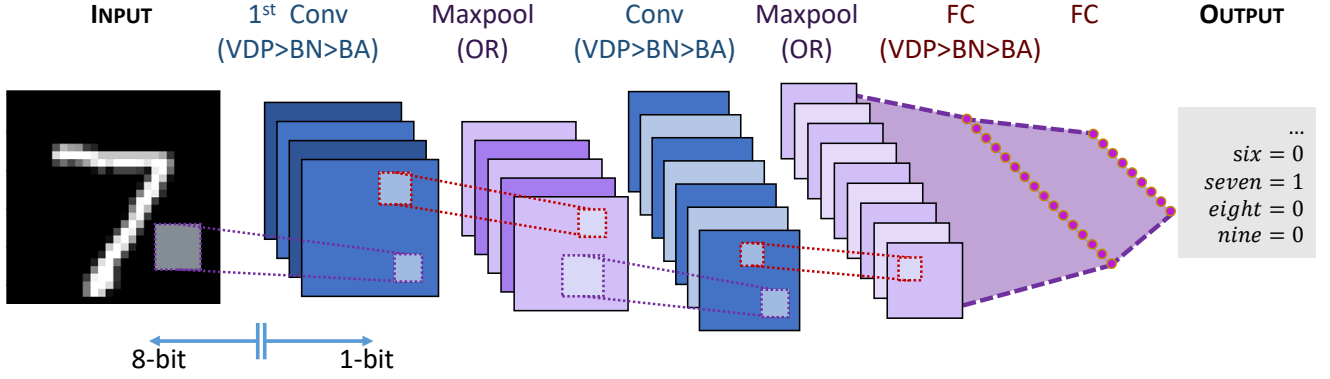 INPUT
1st Conv
(VDP>BN>BA)
Maxpool
(OR)
Conv
(VDP>BN>BA)
Maxpool
(OR)
FC
(VDP>BN>BA)
FC
OUTPUT
...
six = 0
seven = 1
eight = 0
nine = 0
8-bit
1-bit